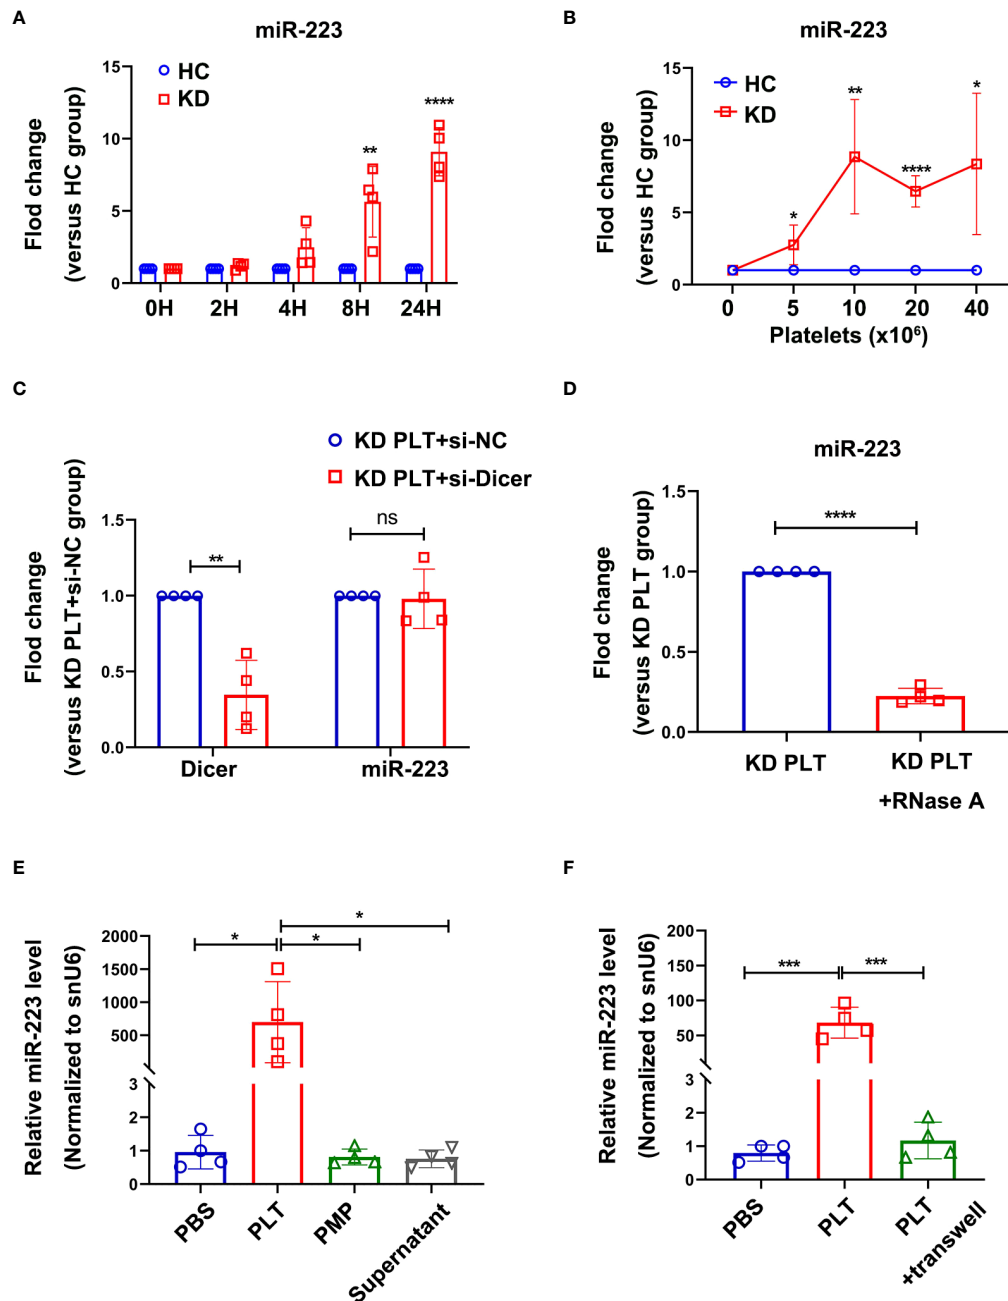 A
miR-223
HC
KD
Flod change
(versus HC group)
15
10
5
0
**
****
0H 2H 4H 8H 24H
B
miR-223
HC
KD
Flod change
(versus HC group)
15
10
5
0
*
**
****
*
0 5 10 20 40
Platelets (x10⁶)
C
KD PLT+si-NC
KD PLT+si-Dicer
Flod change
(versus KD PLT+si-NC group)
1.5
1.0
0.5
0.0
**
ns
Dicer miR-223
D
miR-223
Flod change
(versus KD PLT group)
1.5
1.0
0.5
0.0
****
KD PLT KD PLT
+RNase A
E
Relative miR-223 level
(Normalized to snU6)
2000
1500
1000
500
3
2
1
0
*
*
*
PBS PLT PMP Supernatant
F
Relative miR-223 level
(Normalized to snU6)
200
150
100
50
3
2
1
0
***
***
PBS PLT PLT
+transwell